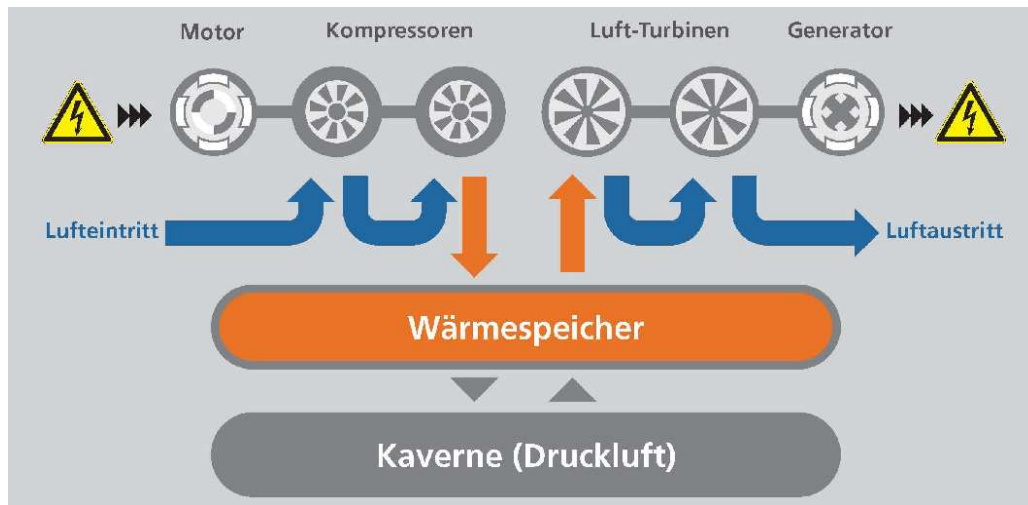 Motor
Kompressoren
Luft-Turbinen
Generator
Lufteintritt
Luftaustritt
Wärmespeicher
Kaverne (Druckluft)